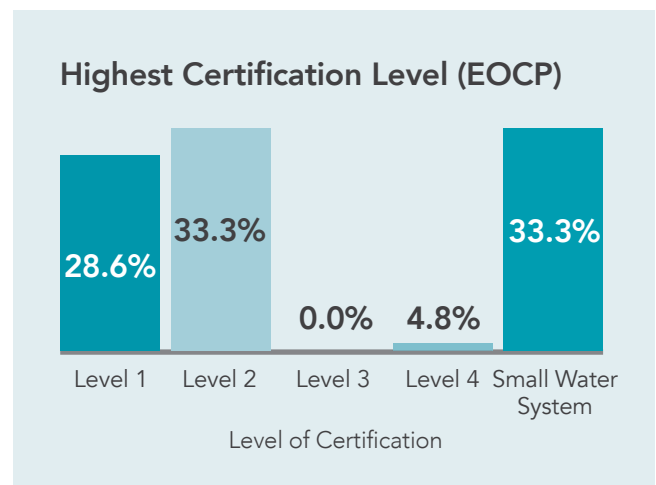 Highest Certification Level (EOCP)
28.6%
33.3%
0.0%
4.8%
33.3%
Level 1
Level 2
Level 3
Level 4
Small Water
System
Level of Certification